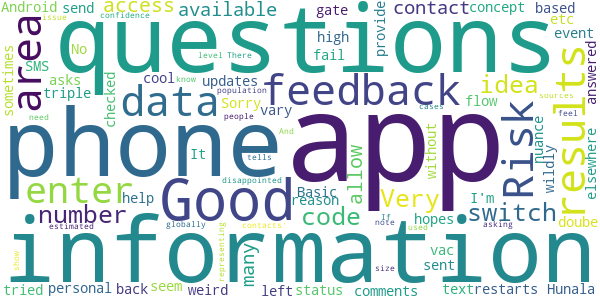 Android send access available gate concept based
questions
sometimes area No SMS cool updates high contact fail provide etc event
asks triple data checked Sorry vary feedback flow idea answered results
level There confidence issue know population people cases sources feel
phone app Risk nuance wildly elsewhere
enter It tells And need
help Good Basic reason allow Very without I'm switch doube
number disappointed code hopes
estimated globally representing contacts' If note used asking
information
many show size vac sent text restarts Hunala
tried personal back seem weird left status comments